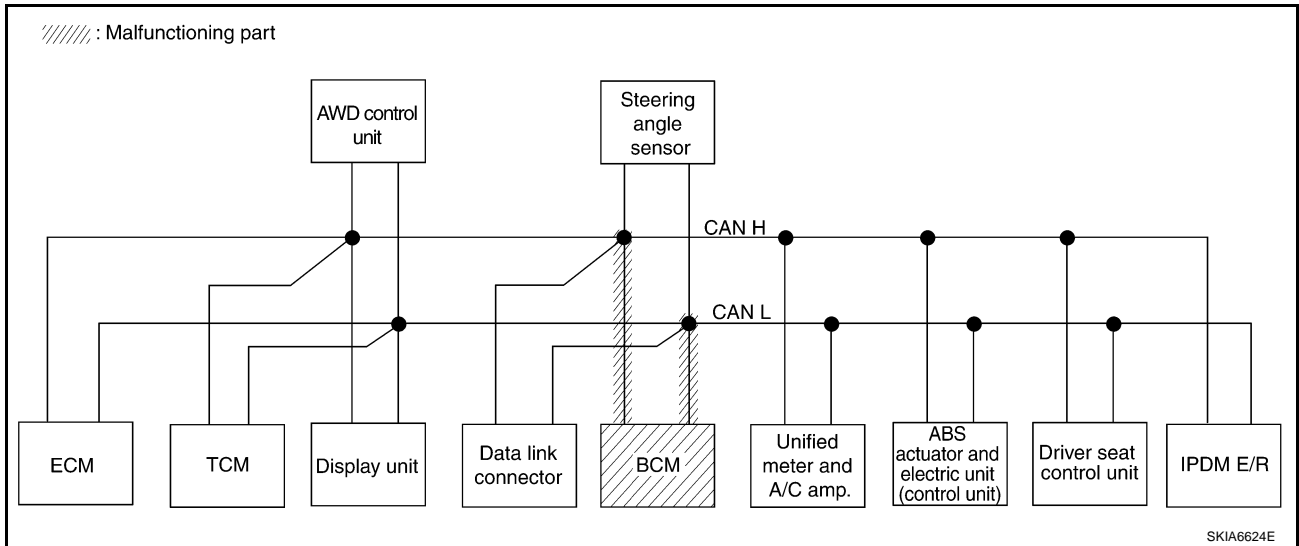 : Malfunctioning part
AWD control
unit
Steering
angle
sensor
CAN H
CAN L
ECM
TCM
Display unit
Data link
connector
BCM
Unified
meter and
A/C amp.
ABS
actuator and
electric unit
(control unit)
Driver seat
control unit
IPDM E/R
SKIA6624E